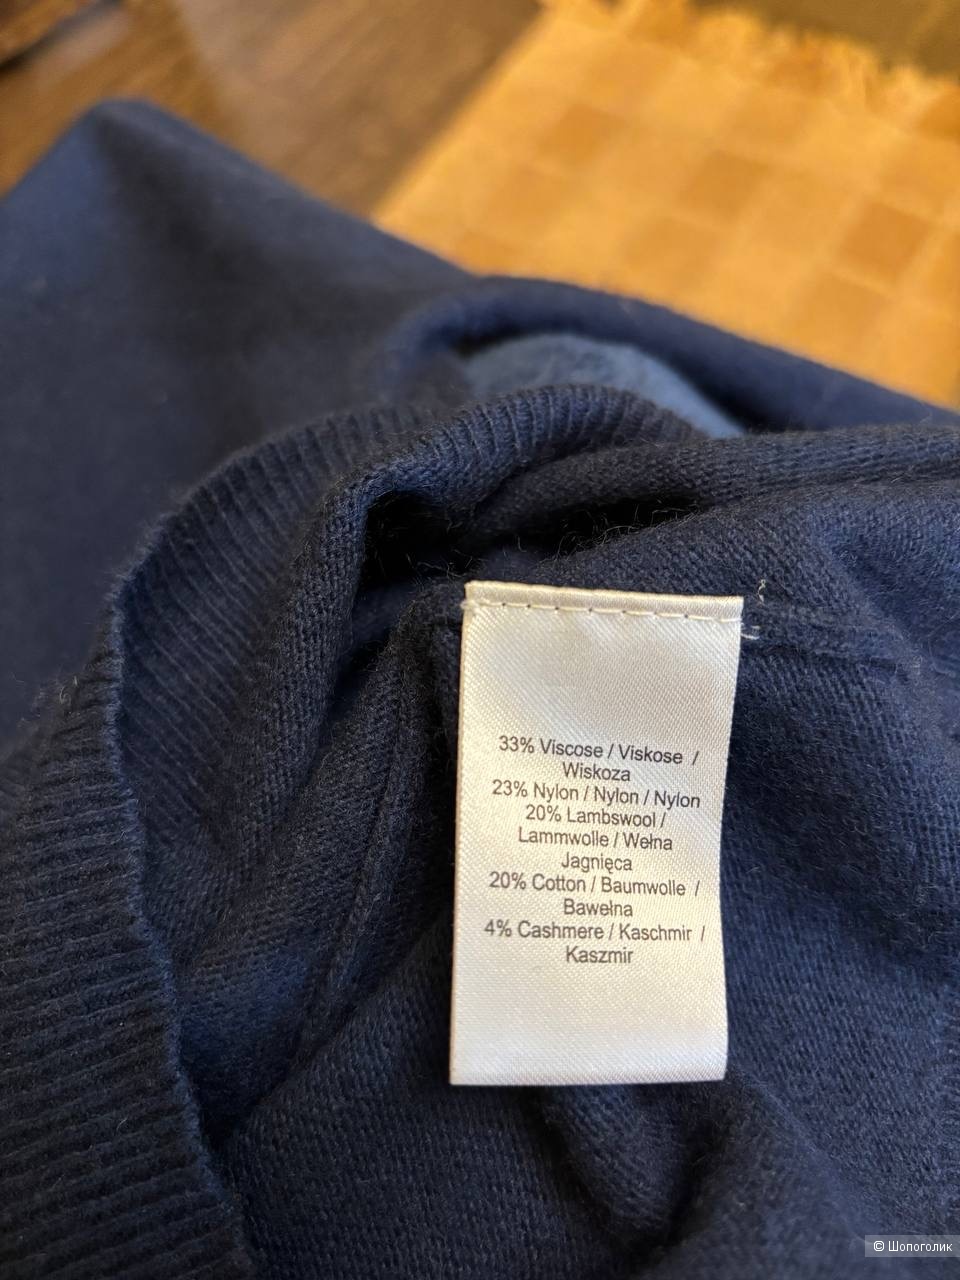 33% Viscose / Viskose /
Wiskoza
23% Nylon / Nylon / Nylon
20% Lambswool /
Lammwolle / Wełna
Jagnięca
20% Cotton / Baumwolle /
Bawełna
4% Cashmere / Kaschmir /
Kaszmir
© Шопоголик